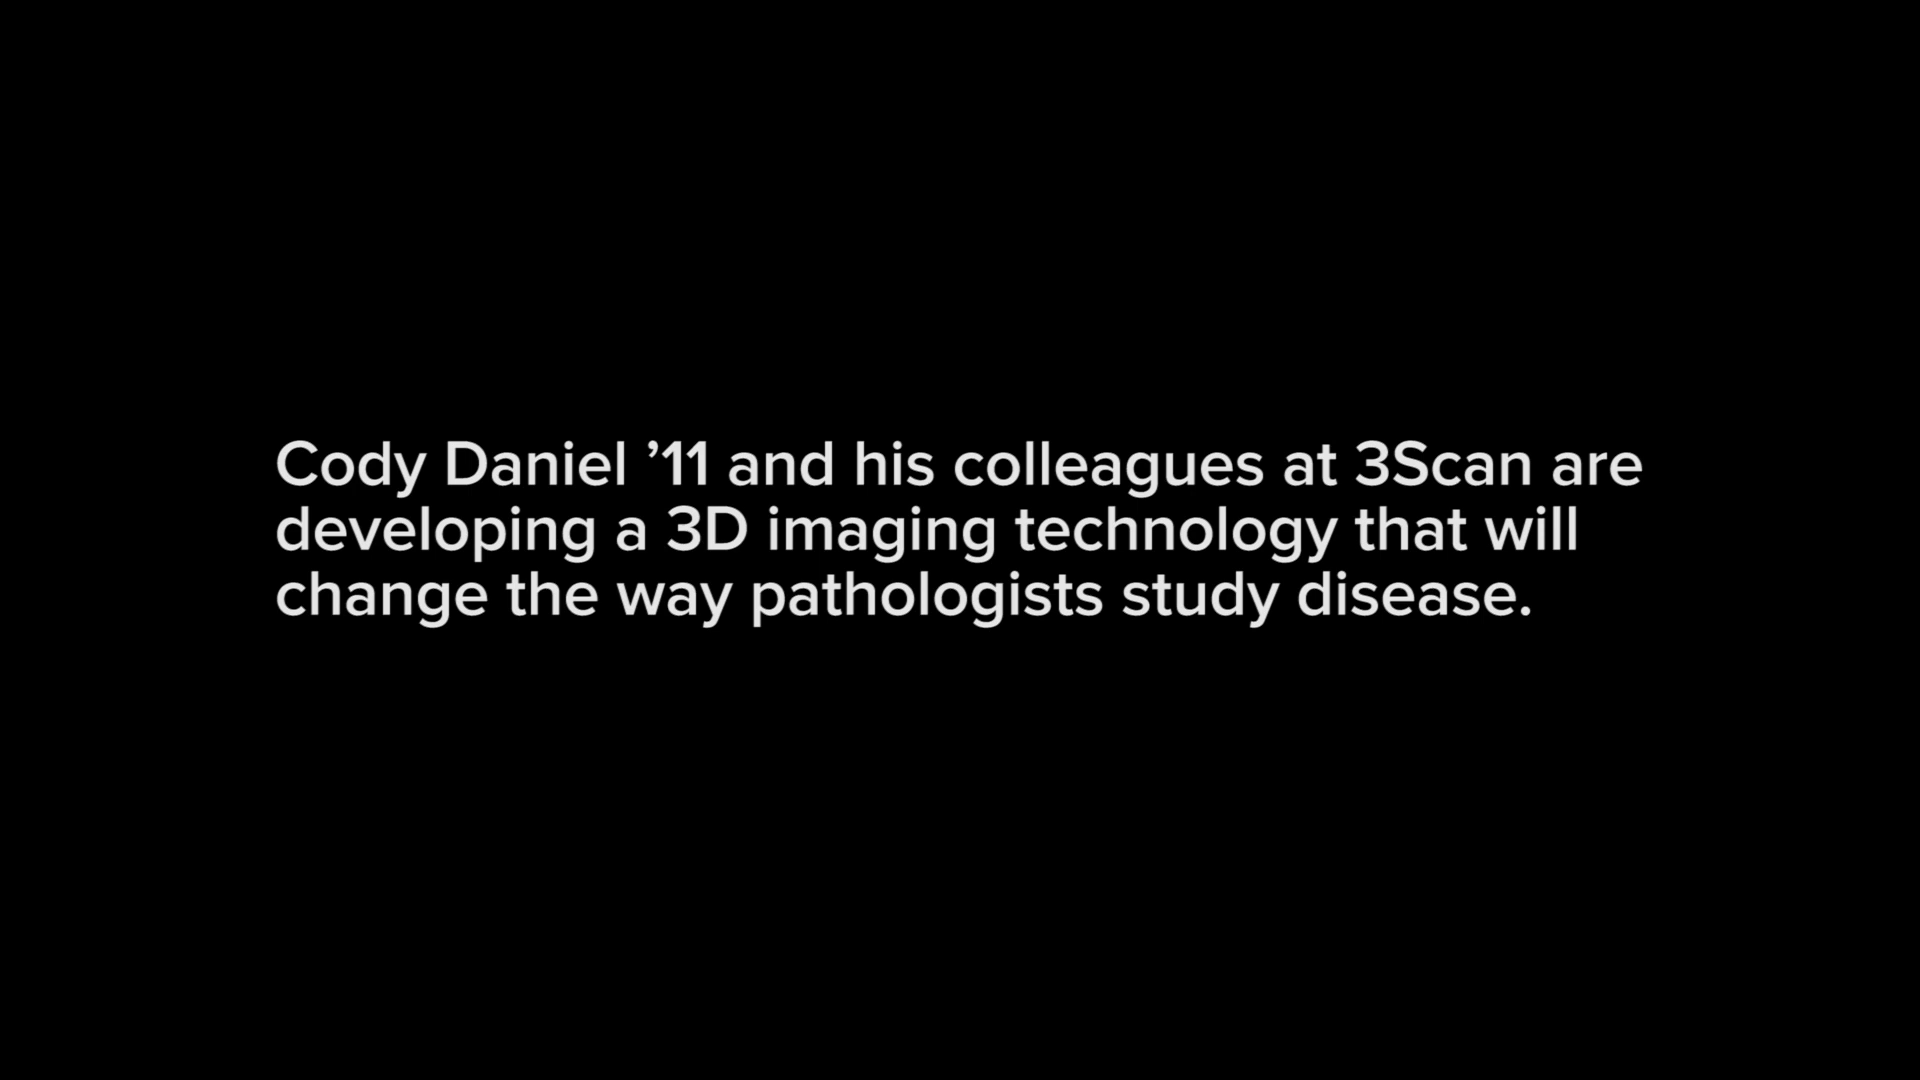 Cody Daniel ’11 and his colleagues at 3Scan are
developing a 3D imaging technology that will
change the way pathologists study disease.